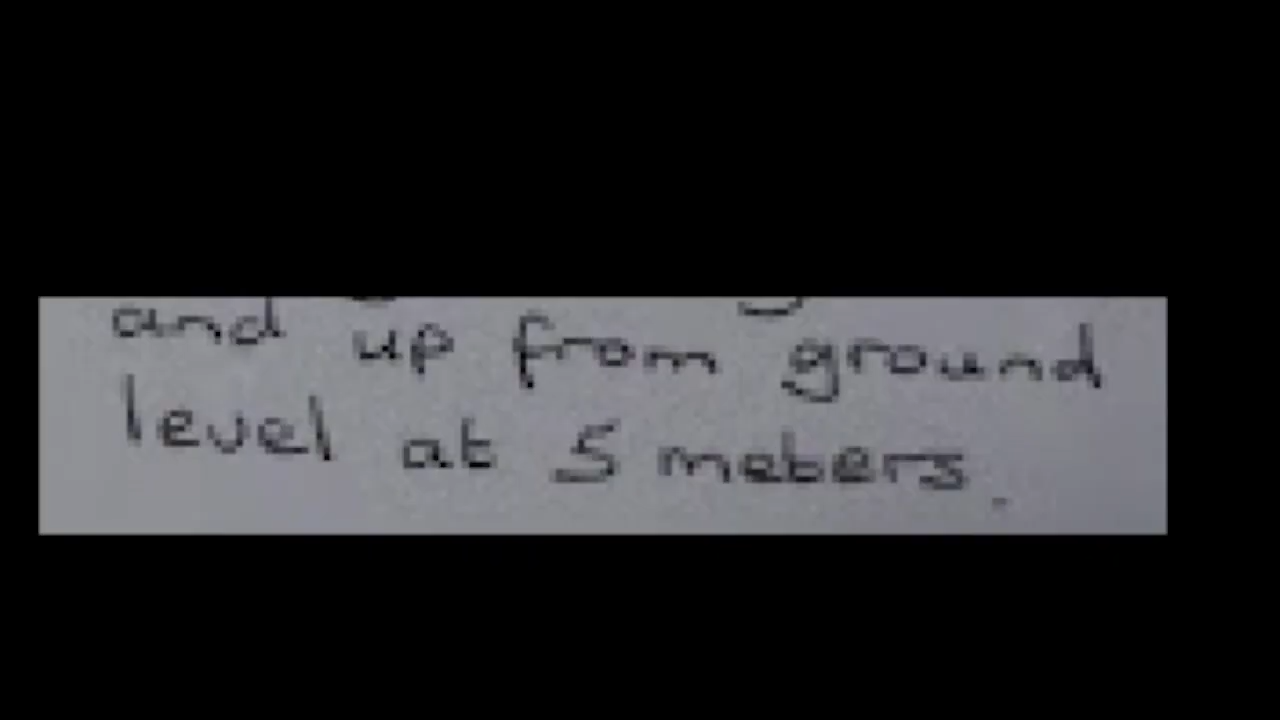 and up from ground
level at 5 meters.